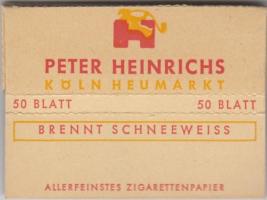 PETER HEINRICHS
KÖLN HEUMARKT
50 BLATT 50 BLATT
BRENNT SCHNEEWEISS
ALLERFEINSTES ZIGARETTENPAPIER